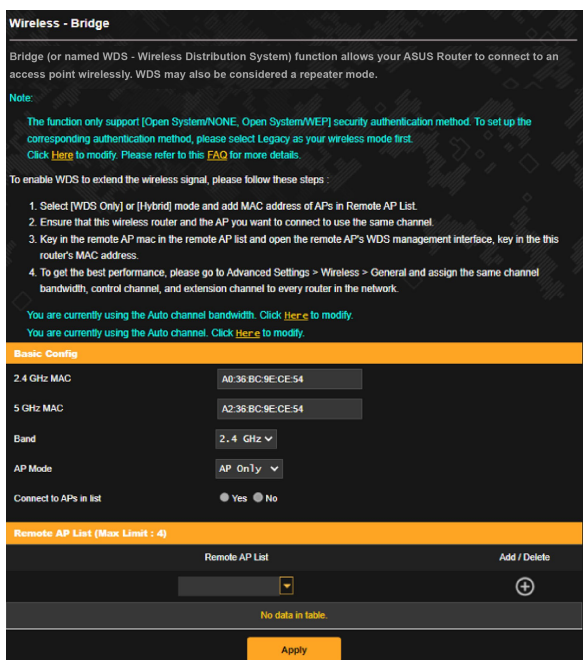 Wireless - Bridge
Bridge (or named WDS - Wireless Distribution System) function allows your ASUS Router to connect to an
access point wirelessly. WDS may also be considered a repeater mode.
Note:
The function only support [Open System/NONE, Open System/WEP] security authentication method. To set up the
corresponding authentication method, please select Legacy as your wireless mode first.
Click Here to modify. Please refer to this FAQ for more details.
To enable WDS to extend the wireless signal, please follow these steps :
1. Select [WDS Only] or [Hybrid] mode and add MAC address of APs in Remote AP List.
2. Ensure that this wireless router and the AP you want to connect to use the same channel.
3. Key in the remote AP mac in the remote AP list and open the remote AP's WDS management interface, key in the this
router's MAC address.
4. To get the best performance, please go to Advanced Settings > Wireless > General and assign the same channel
bandwidth, control channel, and extension channel to every router in the network.
You are currently using the Auto channel bandwidth. Click Here to modify.
You are currently using the Auto channel. Click Here to modify.
Basic Config
2.4 GHz MAC A0:36:BC:9E:CE:54
5 GHz MAC A2:36:BC:9E:CE:54
Band 2.4 GHz
AP Mode AP Only
Connect to APs in list Yes No
Remote AP List (Max Limit : 4)
Remote AP List Add / Delete
No data in table.
Apply